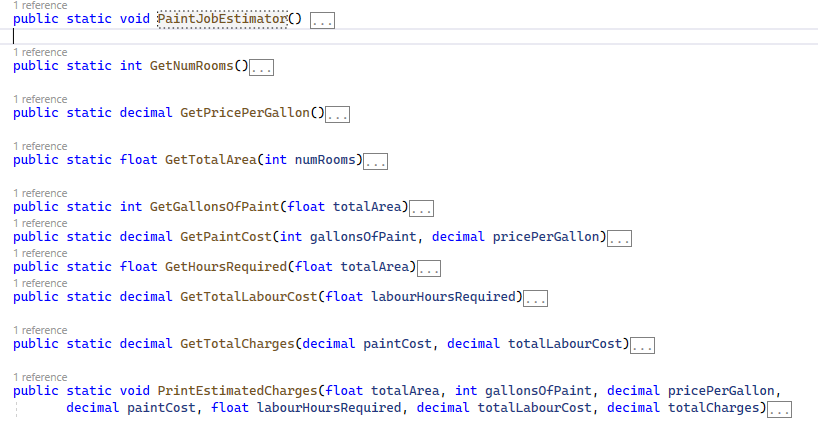 1 reference
public static void PaintJobEstimator() ...
1 reference
public static int GetNumRooms()...
1 reference
public static decimal GetPricePerGallon()...
1 reference
public static float GetTotalArea(int numRooms)...
1 reference
public static int GetGallonsOfPaint(float totalArea)...
1 reference
public static decimal GetPaintCost(int gallonsOfPaint, decimal pricePerGallon)...
1 reference
public static float GetHoursRequired(float totalArea)...
1 reference
public static decimal GetTotalLabourCost(float labourHoursRequired)...
1 reference
public static decimal GetTotalCharges(decimal paintCost, decimal totalLabourCost)...
1 reference
public static void PrintEstimatedCharges(float totalArea, int gallonsOfPaint, decimal pricePerGallon,
decimal paintCost, float labourHoursRequired, decimal totalLabourCost, decimal totalCharges)...